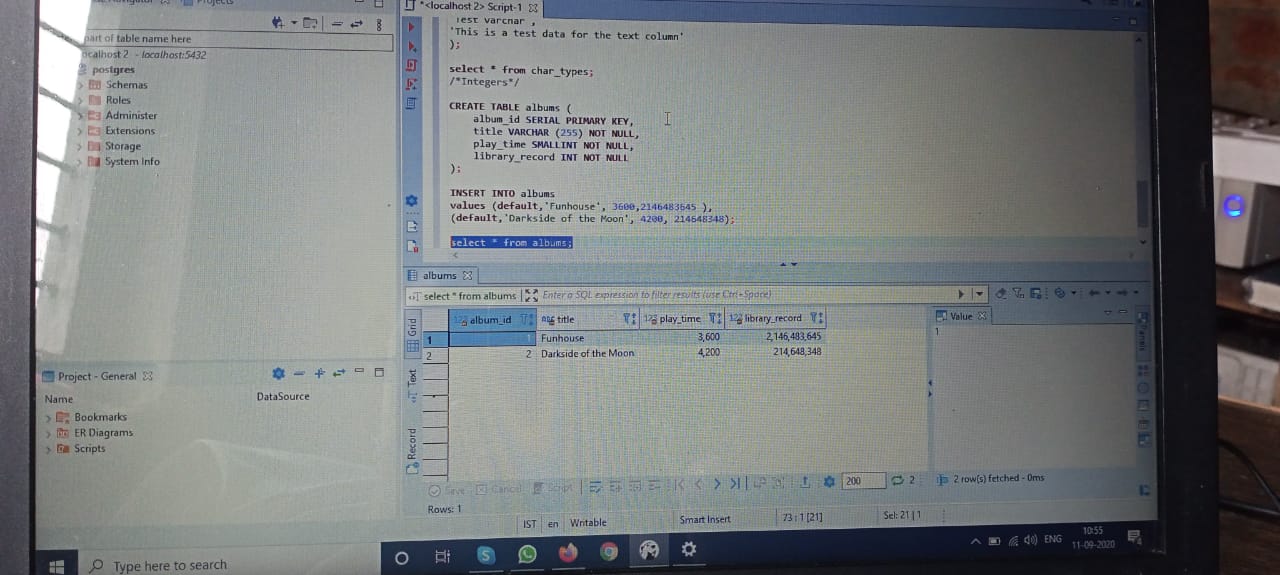 Projects
*<localhost 2> Script-1
part of table name here
ocalhost 2 - localhost:5432
postgres
Schemas
Roles
Administer
Extensions
Storage
System Info
'This is a test data for the text column'
);
select * from char_types;
/*Integers*/
CREATE TABLE albums (
album_id SERIAL PRIMARY KEY,
title VARCHAR (255) NOT NULL,
play_time SMALLINT NOT NULL,
library_record INT NOT NULL
);
INSERT INTO albums
values (default,'Funhouse', 3600,2146483645 ),
(default,'Darkside of the Moon', 4200, 214648348);
select * from albums;
albums
select * from albums Enter a SQL expression to filter results (use Ctrl+Space)
Grid
Text
Record
123 album_id ABC title 123 play_time 123 library_record
1 1 Funhouse 3,600 2,146,483,645
2 2 Darkside of the Moon 4,200 214,648,348
Value
1
Project - General
Name DataSource
Bookmarks
ER Diagrams
Scripts
Save Cancel Script 200 2 2 row(s) fetched - 0ms
Rows: 1
IST en Writable Smart Insert 73 : 1 [21] Sel: 21 | 1
Type here to search
ENG
10:55
11-09-2020